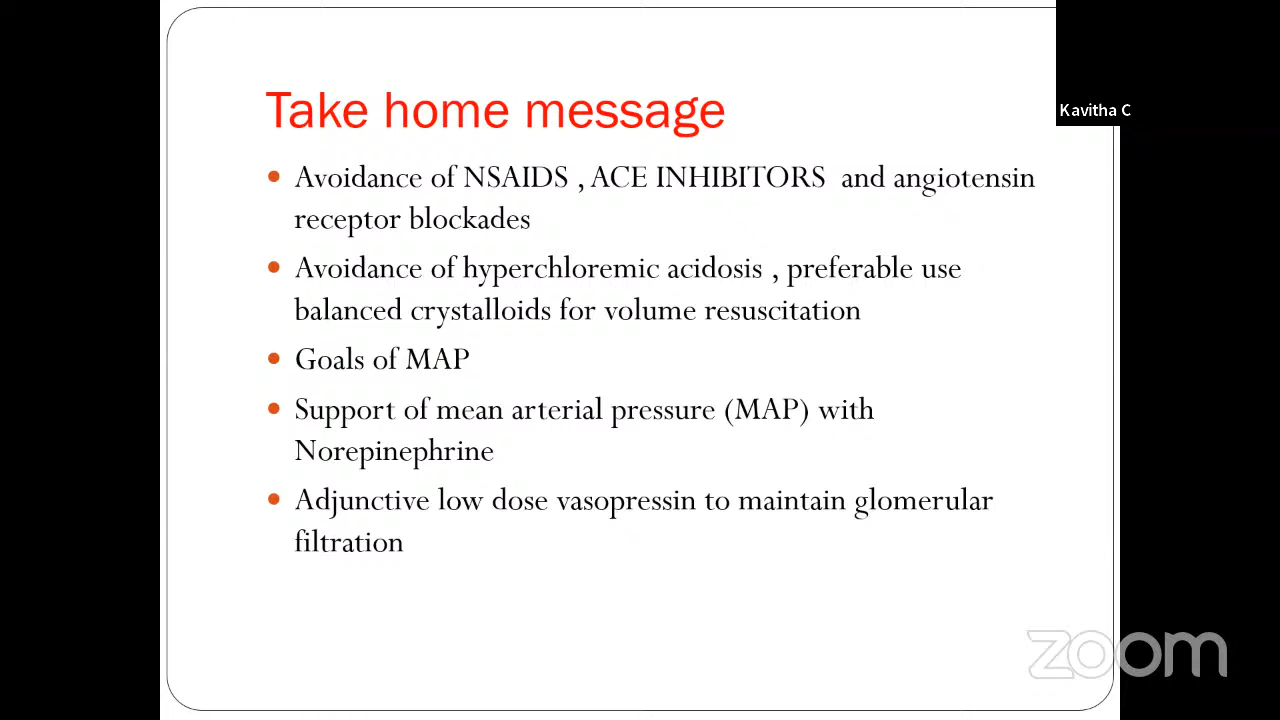 Take home message
Kavitha C
Avoidance of NSAIDS , ACE INHIBITORS and angiotensin
receptor blockades
Avoidance of hyperchloremic acidosis , preferable use
balanced crystalloids for volume resuscitation
Goals of MAP
Support of mean arterial pressure (MAP) with
Norepinephrine
Adjunctive low dose vasopressin to maintain glomerular
filtration
zoom